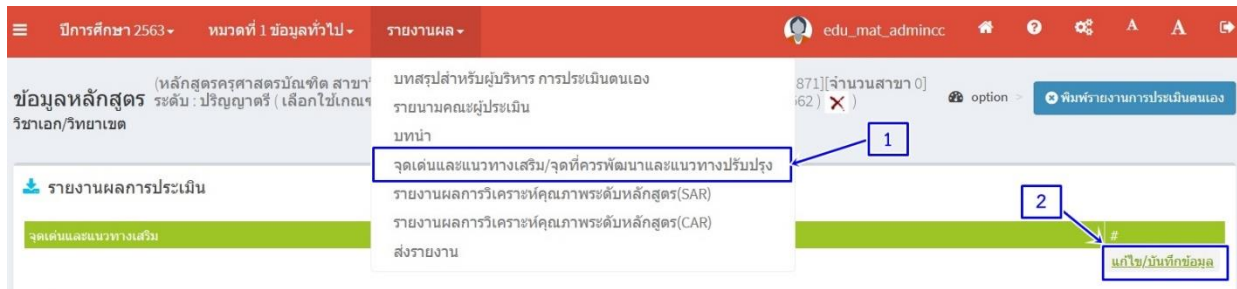 ปีการศึกษา 2563 หมวดที่ 1 ข้อมูลทั่วไป รายงานผล edu_mat_admincc A A
บทสรุปสำหรับผู้บริหาร การประเมินตนเอง
รายนามคณะผู้ประเมิน
บทนำ
จุดเด่นและแนวทางเสริม/จุดที่ควรพัฒนาและแนวทางปรับปรุง
รายงานผลการวิเคราะห์คุณภาพระดับหลักสูตร(SAR)
รายงานผลการวิเคราะห์คุณภาพระดับหลักสูตร(CAR)
ส่งรายงาน
(หลักสูตรครุศาสตรบัณฑิต 871][จำนวนสาขา 0]
ข้อมูลหลักสูตร ระดับ : ปริญญาตรี ( เลือกใช้ 62 ) )
option > พิมพ์รายงานการประเมินตนเอง
วิชาเอก/วิทยาเขต
1
รายงานผลการประเมิน
2
จุดเด่นและแนวทางเสริม #
แก้ไข/บันทึกข้อมูล